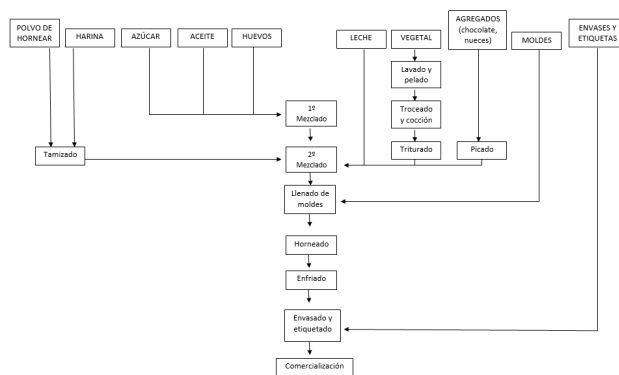 POLVO DE
HORNEAR
HARINA
AZÚCAR
ACEITE
HUEVOS
LECHE
VEGETAL
AGREGADOS
(chocolate,
nueces)
MOLDES
ENVASES Y
ETIQUETAS
Lavado y
pelado
1º
Mezclado
Troceado
y cocción
Tamizado
2º
Mezclado
Triturado
Picado
Llenado de
moldes
Horneado
Enfriado
Envasado y
etiquetado
Comercialización